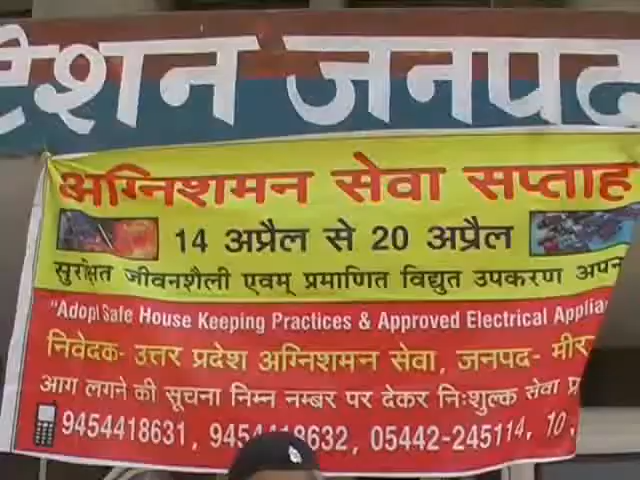 स्टेशन जनपद
अग्निशमन सेवा सप्ताह
14 अप्रैल से 20 अप्रैल
सुरक्षित जीवनशैली एवम् प्रमाणित विद्युत उपकरण
"Adopt Safe House Keeping Practices & Approved Electrical
निवेदक- उत्तर प्रदेश अग्निशमन सेवा, जनपद-
आग लगने की सूचना निम्न नम्बर पर देकर निःशुल्क सेवा
9454418631, 05442-245114,